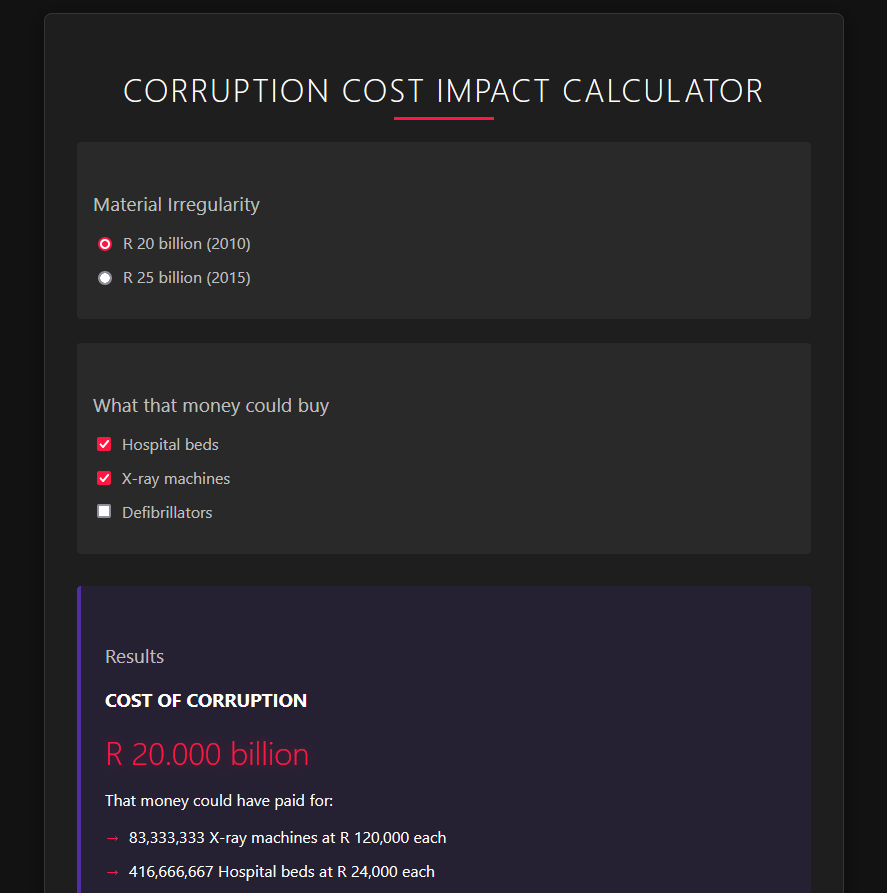 CORRUPTION COST IMPACT CALCULATOR
Material Irregularity
R 20 billion (2010)
R 25 billion (2015)
What that money could buy
Hospital beds
X-ray machines
Defibrillators
Results
COST OF CORRUPTION
R 20.000 billion
That money could have paid for:
→ 83,333,333 X-ray machines at R 120,000 each
→ 416,666,667 Hospital beds at R 24,000 each